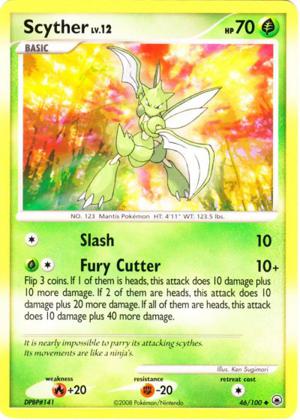 Scyther LV.12 HP 70
BASIC
NO. 123 Mantis Pokémon HT: 4'11" WT: 123.5 lbs.
Slash 10
Fury Cutter 10+
Flip 3 coins. If 1 of them is heads, this attack does 10 damage plus
10 more damage. If 2 of them are heads, this attack does 10
damage plus 20 more damage. If all of them are heads, this attack
does 10 damage plus 40 more damage.
It is nearly impossible to parry its attacking scythes.
Its movements are like a ninja's.
Illus. Ken Sugimori
weakness resistance retreat cost
+20 -20
DPBP#141 ©2008 Pokémon/Nintendo 46/100